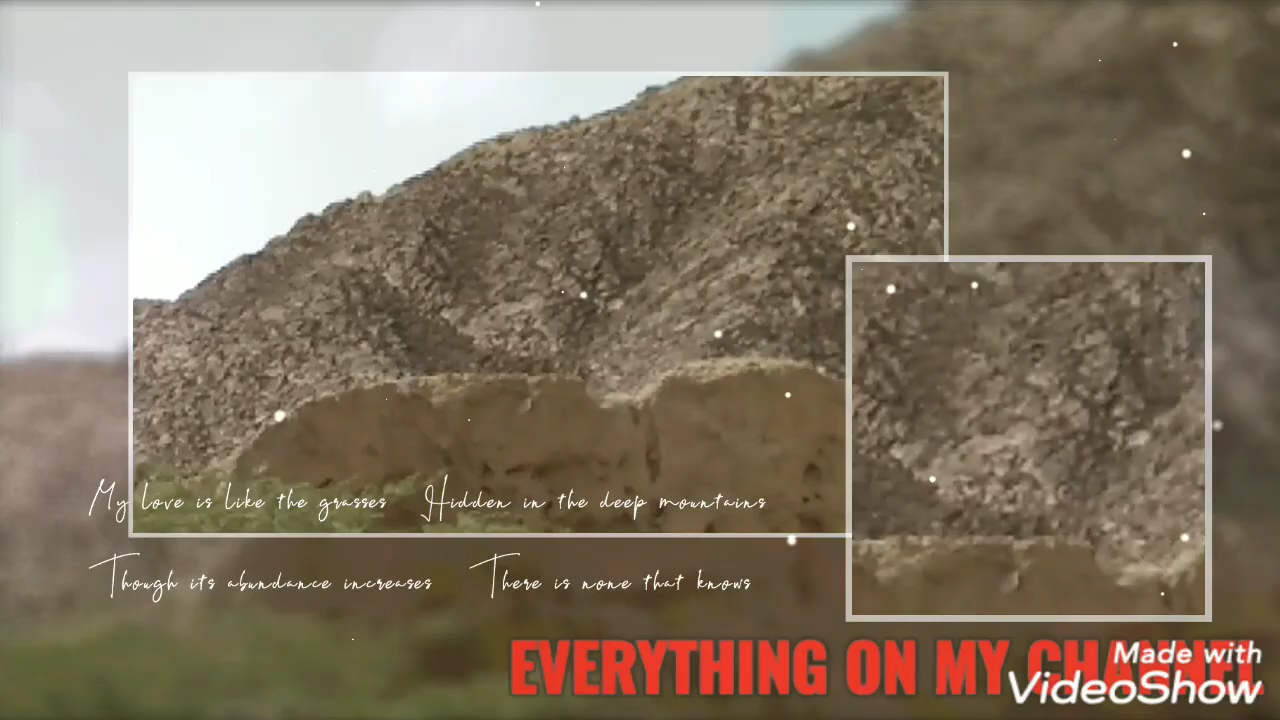 My love is like the grasses Hidden in the deep mountains
Though its abundance increases There is none that knows
EVERYTHING ON MY
Made with
VideoShow